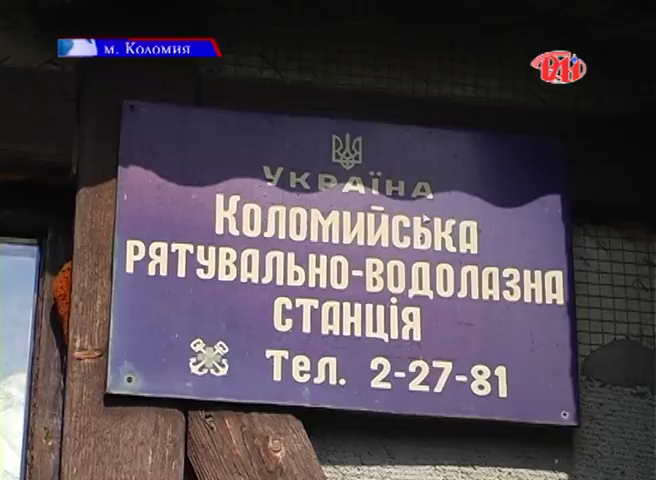 м. Коломия
УКРАЇНА
КОЛОМИЙСЬКА
РЯТУВАЛЬНО-ВОДОЛАЗНА
СТАНЦІЯ
Тел. 2-27-81